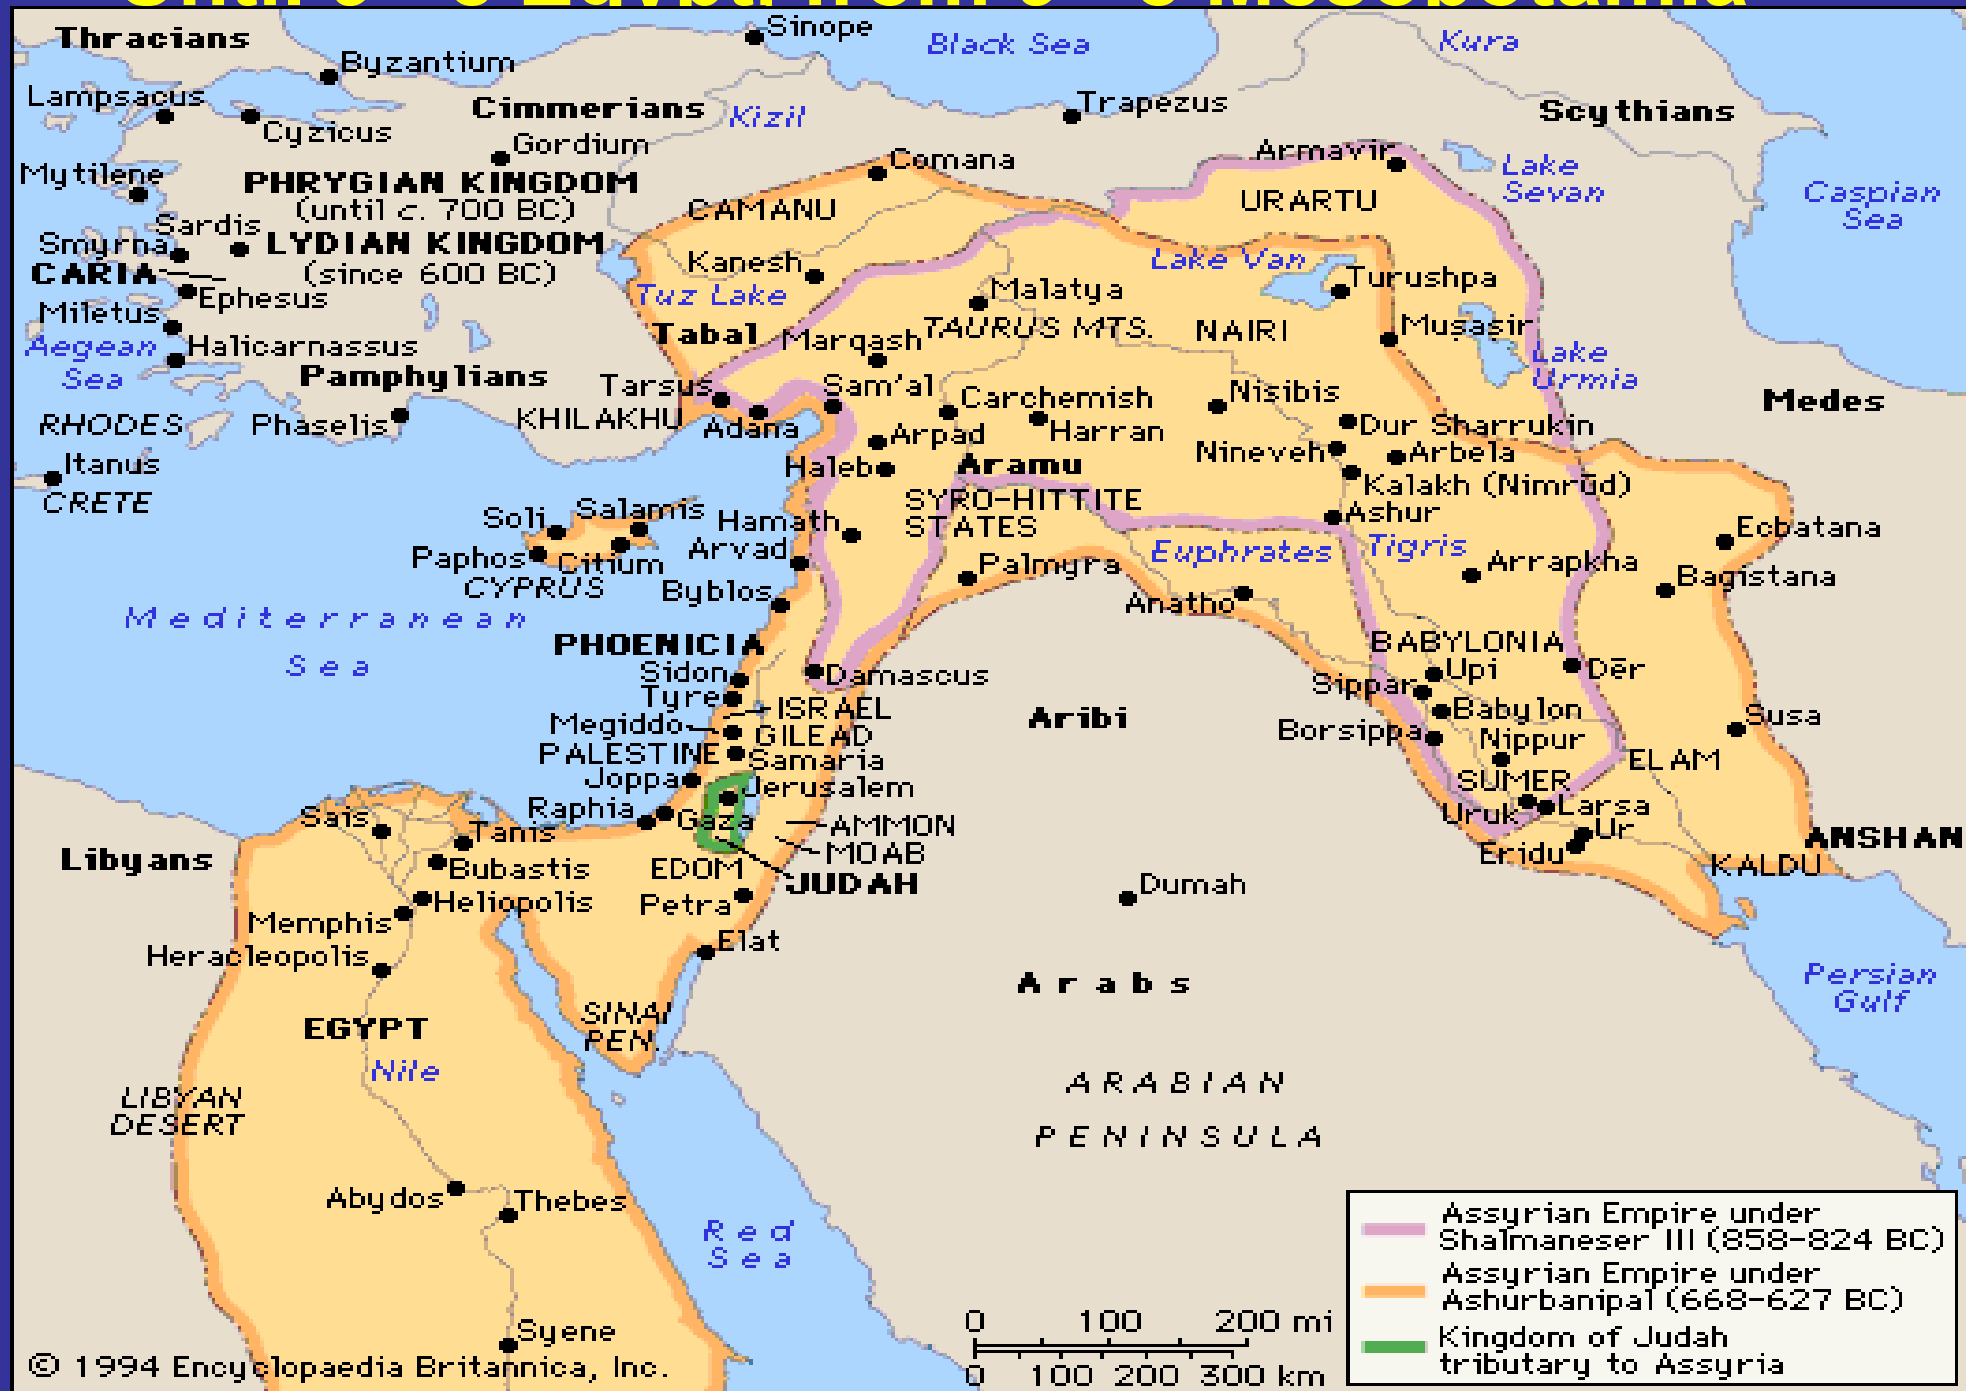 Thracians
Sinope
Black Sea
Kura
Byzantium
Lampsacus
Cyzicus
Cimmerians
Kizil
Trapezus
Scythians
Gordium
Comana
Armavir
Lake
Sevan
Mytilene
PHRYGIAN KINGDOM
(until c. 700 BC)
CAMANU
URARTU
Caspian
Sea
Sardis
Smyrna
LYDIAN KINGDOM
(since 600 BC)
CARIA
Ephesus
Kanesh
Tuz Lake
Lake Van
Turushpa
Malatya
Miletus
Aegean
Sea
Halicarnassus
Tabal
Marqash
TAURUS MTS.
NAIRI
Muṣaṣir
Lake
Urmia
Pamphylians
Tarsus
Sam'al
Carchemish
Nisibis
Medes
RHODES
Phaselis
KHILAKHU
Adana
Arpad
Harran
Dur Sharrukin
Nineveh
Arbela
Itanus
CRETE
Haleb
Aramu
Kalakh (Nimrūd)
SYRO-HITTITE
STATES
Ashur
Soli
Salamis
Hamath
Ecbatana
Paphos
Citium
CYPRUS
Arvad
Palmyra
Euphrates
Tigris
Arrapkha
Bagistana
Byblos
Anatho
Mediterranean
Sea
PHOENICIA
BABYLONIA
Sidon
Damascus
Upi
Dēr
Tyre
Sippar
ISRAEL
Megiddo
GILEAD
Aribi
Babylon
Susa
Borsippa
Nippur
PALESTINE
Samaria
ELAM
Joppa
Jerusalem
SUMER
Raphia
Gaza
Uruk
Larsa
Sais
Tanis
AMMON
Ur
ANSHAN
Libyans
Bubastis
EDOM
MOAB
Eridu
KALDU
JUDAH
Dumah
Heliopolis
Petra
Memphis
Elat
Heracleopolis
Arabs
Persian
Gulf
SINAI
PEN.
EGYPT
Nile
ARABIAN
PENINSULA
LIBYAN
DESERT
Abydos
Thebes
Red
Sea
Syene
0 100 200 mi
0 100 200 300 km
Assyrian Empire under
Shalmaneser III (858-824 BC)
Assyrian Empire under
Ashurbanipal (668-627 BC)
Kingdom of Judah
tributary to Assyria
© 1994 Encyclopaedia Britannica, Inc.